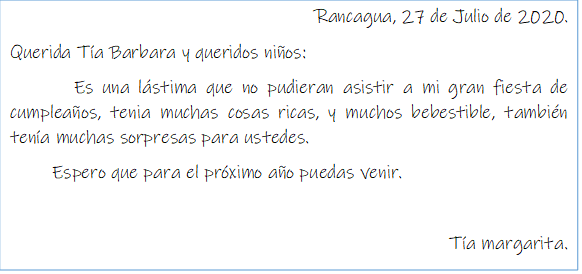 Rancagua, 27 de Julio de 2020.
Querida Tía Barbara y queridos niños:
Es una lástima que no pudieran asistir a mi gran fiesta de
cumpleaños, tenia muchas cosas ricas, y muchos bebestible, también
tenía muchas sorpresas para ustedes.
Espero que para el próximo año puedas venir.
Tía margarita.